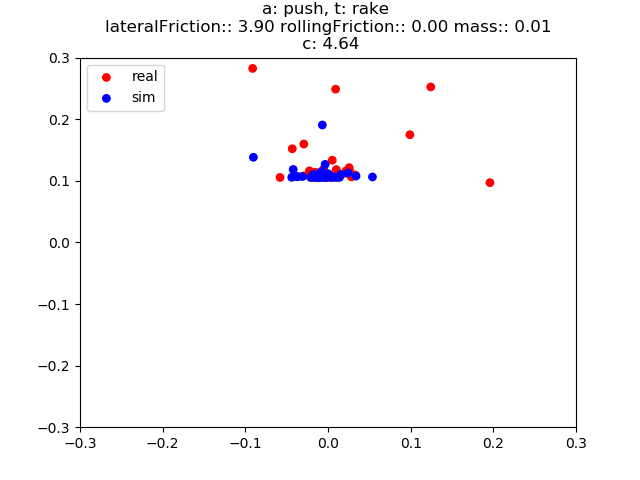 a: push, t: rake
lateralFriction:: 3.90 rollingFriction:: 0.00 mass:: 0.01
c: 4.64
real
sim
0.3
0.2
0.1
0.0
−0.1
−0.2
−0.3
−0.3 −0.2 −0.1 0.0 0.1 0.2 0.3